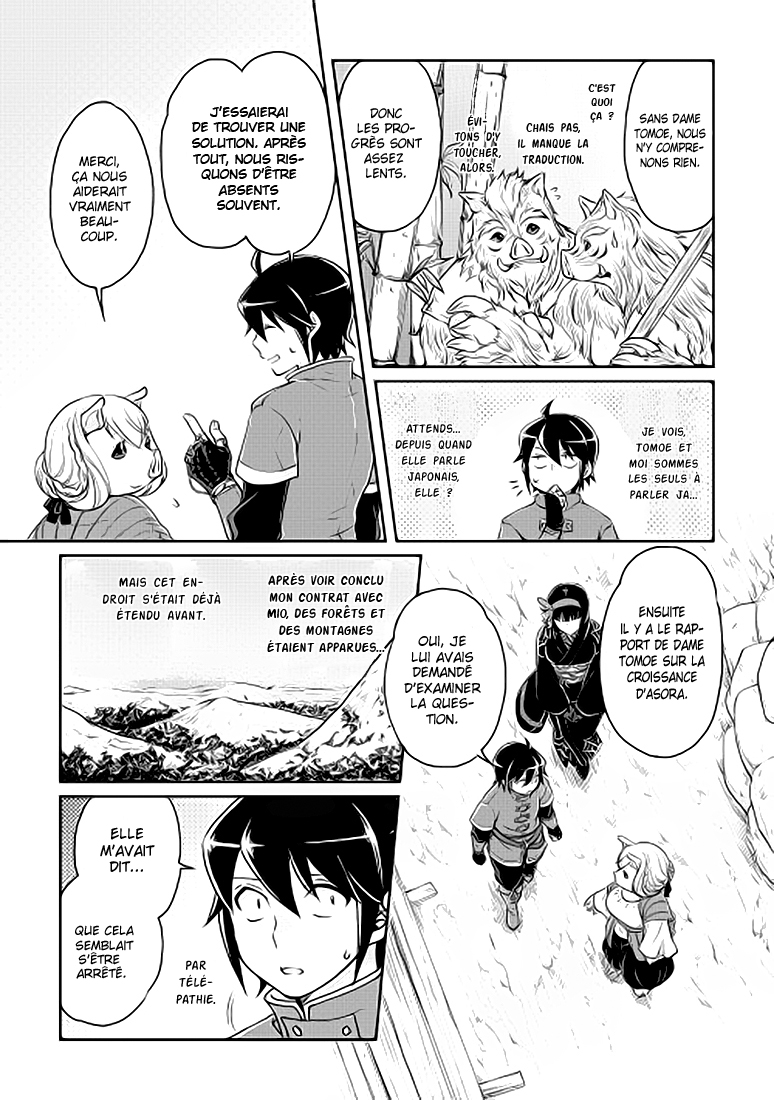 SANS DAME
TOMOE, NOUS
N'Y COMPRE-
NONS RIEN.
C'EST
QUOI
ÇA ?
CHAIS PAS,
IL MANQUE LA
TRADUCTION.
ÉVI-
TONS D'Y
TOUCHER,
ALORS.
DONC
LES PRO-
GRÈS SONT
ASSEZ
LENTS.
J'ESSAIERAI
DE TROUVER UNE
SOLUTION. APRÈS
TOUT, NOUS RIS-
QUONS D'ÊTRE
ABSENTS
SOUVENT.
MERCI,
ÇA NOUS
AIDERAIT
VRAIMENT
BEAU-
COUP.
JE VOIS,
TOMOE ET
MOI SOMMES
LES SEULS À
PARLER JA...
ATTENDS...
DEPUIS QUAND
ELLE PARLE
JAPONAIS,
ELLE ?
ENSUITE
IL Y A LE RAP-
PORT DE DAME
TOMOE SUR LA
CROISSANCE
D'ASORA.
OUI, JE
LUI AVAIS
DEMANDÉ
D'EXAMINER
LA QUES-
TION.
APRÈS VOIR CONCLU
MON CONTRAT AVEC
MIO, DES FORÊTS ET
DES MONTAGNES
ÉTAIENT APPARUES...
MAIS CET EN-
DROIT S'ÉTAIT DÉJÀ
ÉTENDU AVANT.
ELLE
M'AVAIT
DIT...
PAR
TÉLÉ-
PATHIE.
QUE CELA
SEMBLAIT
S'ÊTRE
ARRÊTÉ.